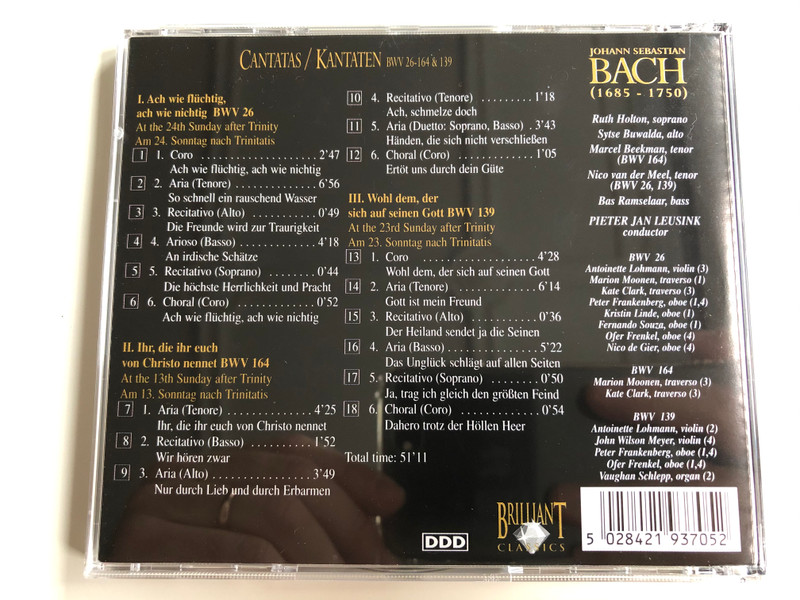 CANTATAS / KANTATEN BWV 26-164 & 139
I. Ach wie flüchtig,
ach wie nichtig BWV 26
At the 24th Sunday after Trinity
Am 24. Sonntag nach Trinitatis
1 1. Coro .................... 2'47
Ach wie flüchtig, ach wie nichtig
2 2. Aria (Tenore) ............ 6'56
So schnell ein rauschend Wasser
3 3. Recitativo (Alto) ......... 0'49
Die Freunde wird zur Traurigkeit
4 4. Arioso (Basso) ........... 4'18
An irdische Schätze
5 5. Recitativo (Soprano) ...... 0'44
Die höchste Herrlichkeit und Pracht
6 6. Choral (Coro) ............ 0'52
Ach wie flüchtig, ach wie nichtig
II. Ihr, die ihr euch
von Christo nennet BWV 164
At the 13th Sunday after Trinity
Am 13. Sonntag nach Trinitatis
7 1. Aria (Tenore) ............ 4'25
Ihr, die ihr euch von Christo nennet
8 2. Recitativo (Basso) ........ 1'52
Wir hören zwar
9 3. Aria (Alto) ............... 3'49
Nur durch Lieb und durch Erbarmen
10 4. Recitativo (Tenore) ........ 1'18
Ach, schmelze doch
11 5. Aria (Duetto: Soprano, Basso) . 3'43
Händen, die sich nicht verschließen
12 6. Choral (Coro) ............ 1'05
Ertöt uns durch dein Güte
III. Wohl dem, der
sich auf seinen Gott BWV 139
At the 23rd Sunday after Trinity
Am 23. Sonntag nach Trinitatis
13 1. Coro .................... 4'28
Wohl dem, der sich auf seinen Gott
14 2. Aria (Tenore) ............ 6'14
Gott ist mein Freund
15 3. Recitativo (Alto) .......... 0'36
Der Heiland sendet ja die Seinen
16 4. Aria (Basso) .............. 5'22
Das Unglück schlägt auf allen Seiten
17 5. Recitativo (Soprano) ....... 0'50
Ja, trag ich gleich den größten Feind
18 6. Choral (Coro) ............ 0'54
Dahero trotz der Höllen Heer
Total time: 51'11
JOHANN SEBASTIAN
BACH
(1685 - 1750)
Ruth Holton, soprano
Sytse Buwalda, alto
Marcel Beekman, tenor
(BWV 164)
Nico van der Meel, tenor
(BWV 26, 139)
Bas Ramselaar, bass
PIETER JAN LEUSINK
conductor
BWV 26
Antoinette Lohmann, violin (3)
Marion Moonen, traverso (1)
Kate Clark, traverso (3)
Peter Frankenberg, oboe (1,4)
Kristin Linde, oboe (1)
Fernando Souza, oboe (1)
Ofer Frenkel, oboe (4)
Nico de Gier, oboe (4)
BWV 164
Marion Moonen, traverso (3)
Kate Clark, traverso (3)
BWV 139
Antoinette Lohmann, violin (2)
John Wilson Meyer, violin (4)
Peter Frankenberg, oboe (1,4)
Ofer Frenkel, oboe (1,4)
Vaughan Schlepp, organ (2)
DDD
BRILLIANT
CLASSICS
5 028421 937052